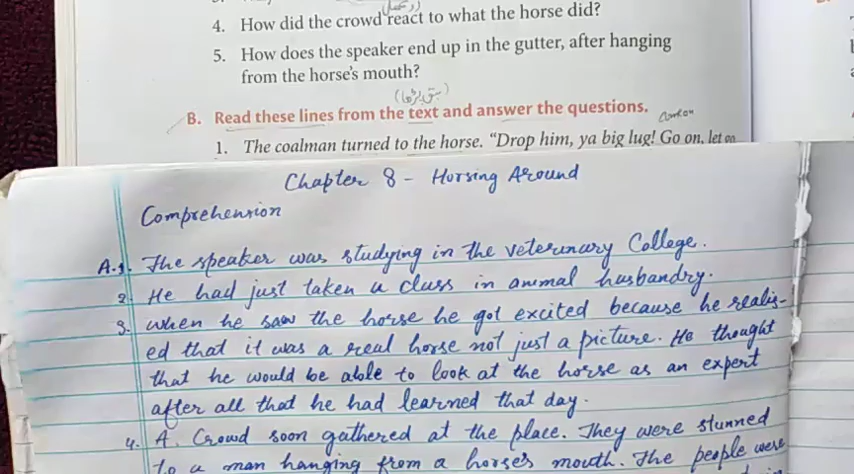 4. How did the crowd react to what the horse did?
5. How does the speaker end up in the gutter, after hanging
from the horse's mouth?
B. Read these lines from the text and answer the questions.
1. The coalman turned to the horse. "Drop him, ya big lug! Go on, let go
Chapter 8 - Horsing Around
Comprehension
A.1. The speaker was studying in the veterinary College.
2. He had just taken a class in animal husbandry.
3. when he saw the horse he got excited because he realis-
ed that it was a real horse not just a picture. He thought
that he would be able to look at the horse as an expert
after all that he had learned that day.
4. A. Crowd soon gathered at the place. They were stunned
to a man hanging from a horse's mouth. The people were